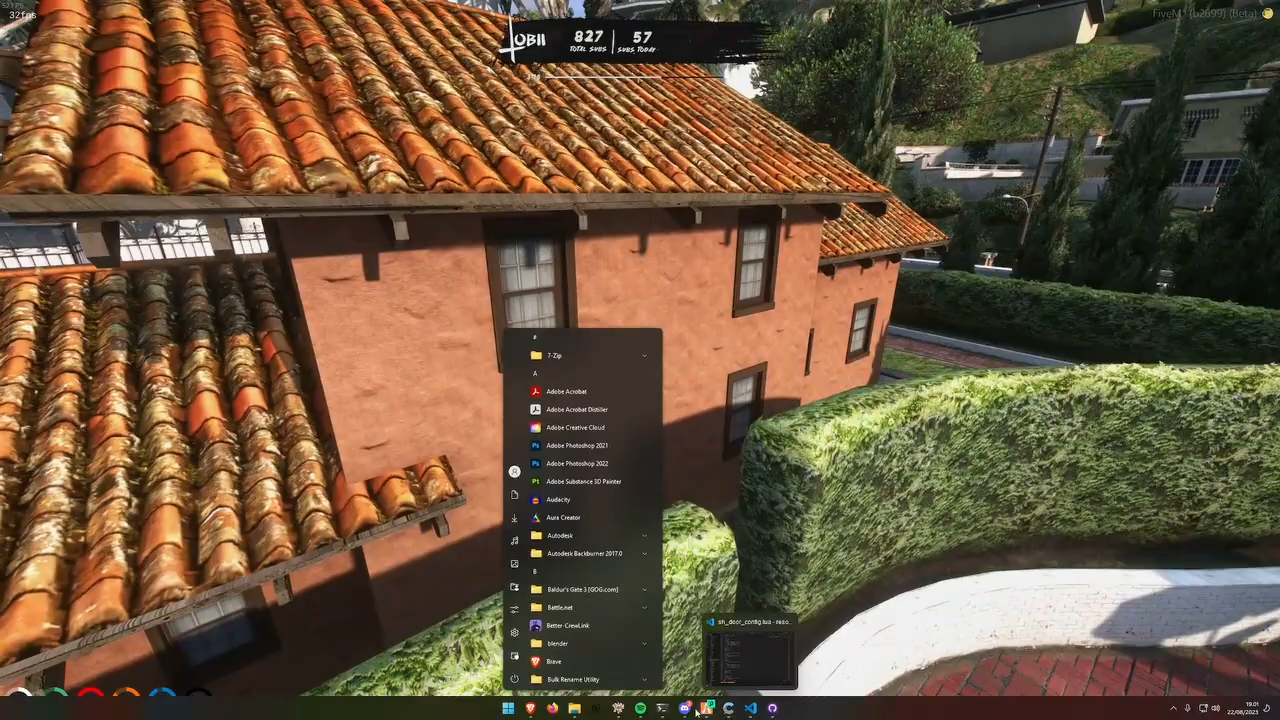 32fps
FiveM® (b2699) (Beta)
827
57
TOTAL SUBS
SUBS TODAY
#
7-Zip
A
Adobe Acrobat
Adobe Acrobat Distiller
Adobe Creative Cloud
Adobe Photoshop 2021
Adobe Photoshop 2022
Adobe Substance 3D Painter
Audacity
Aura Creator
Autodesk
Autodesk Backburner 2017.0
B
Baldur's Gate 3 [GOG.com]
Battle.net
Better-CrewLink
blender
Brave
Bulk Rename Utility
sh_door_config.lua - reso...
19.01
22/08/2023